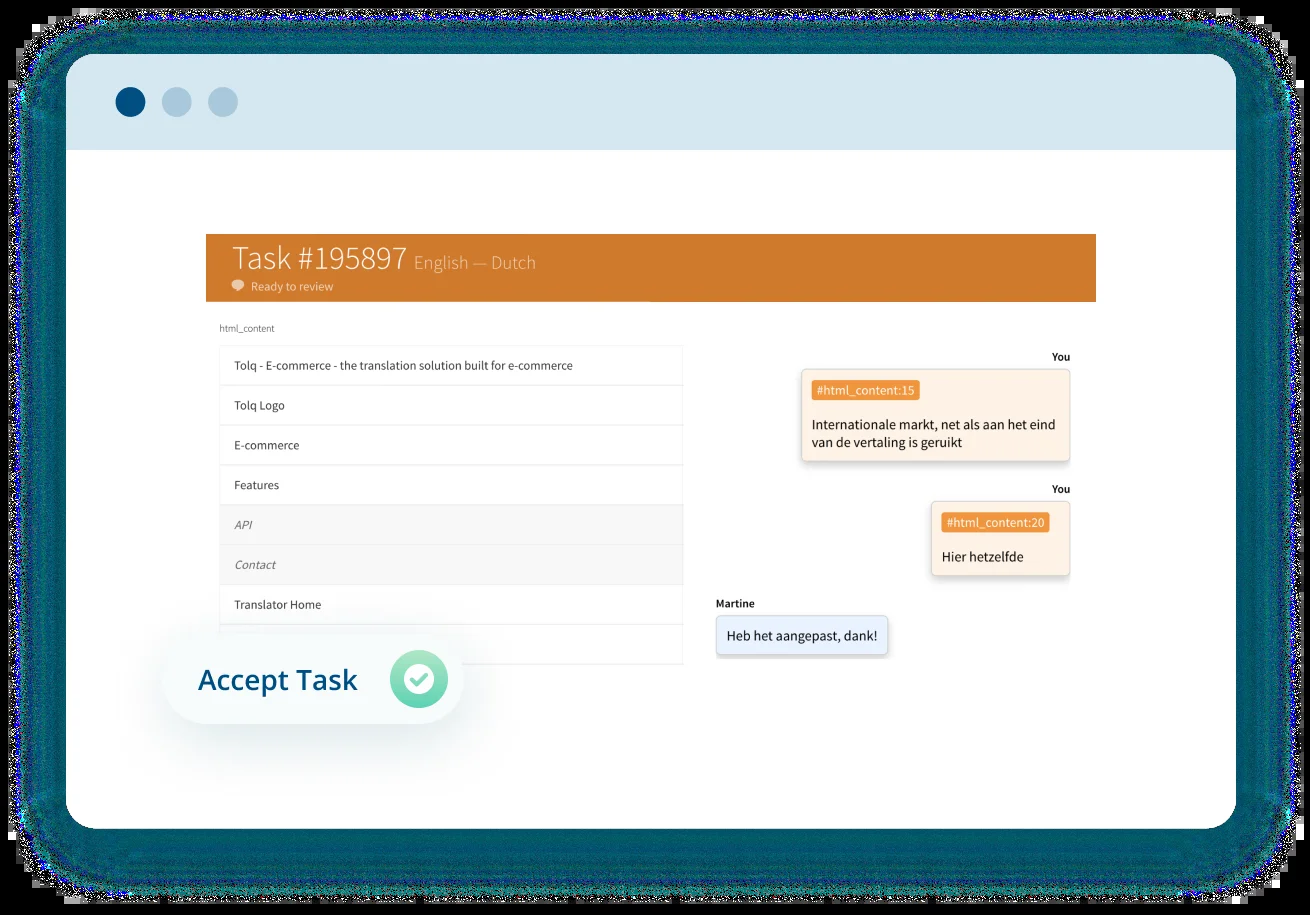 Task #195897 English — Dutch
Ready to review
html_content
Tolq - E-commerce - the translation solution built for e-commerce
Tolq Logo
E-commerce
Features
API
Contact
Translator Home
Accept Task
You
#html_content:15
Internationale markt, net als aan het eind
van de vertaling is geruikt
You
#html_content:20
Hier hetzelfde
Martine
Heb het aangepast, dank!